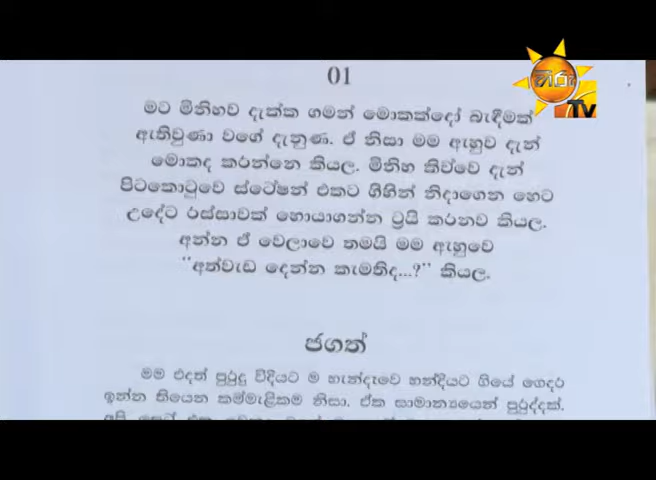 01
හිරු
TV
මට මිනිහව දැක්ක ගමන් මොකක්දෝ බැඳීමක්
ඇතිවුණා වගේ දැනුණ. ඒ නිසා මම ඇහුව දැන්
මොකද කරන්නෙ කියල. මිනිහ කිව්වෙ දැන්
පිටකොටුවෙ ස්ටේෂන් එකට ගිහින් නිදාගෙන හෙට
උදේට රස්සාවක් හොයාගන්න ට්‍රයි කරනව කියල.
අන්න ඒ වෙලාවෙ තමයි මම ඇහුවෙ
"අත්වැඩ දෙන්න කැමතිද...?" කියල.
ජගත්
මම එදත් පුරුදු විදියට ම හැන්දෑවෙ හන්දියට ගියේ ගෙදර
ඉන්න තියෙන කම්මැළිකම නිසා. ඒක සාමාන්‍යයෙන් පුරුද්දක්.